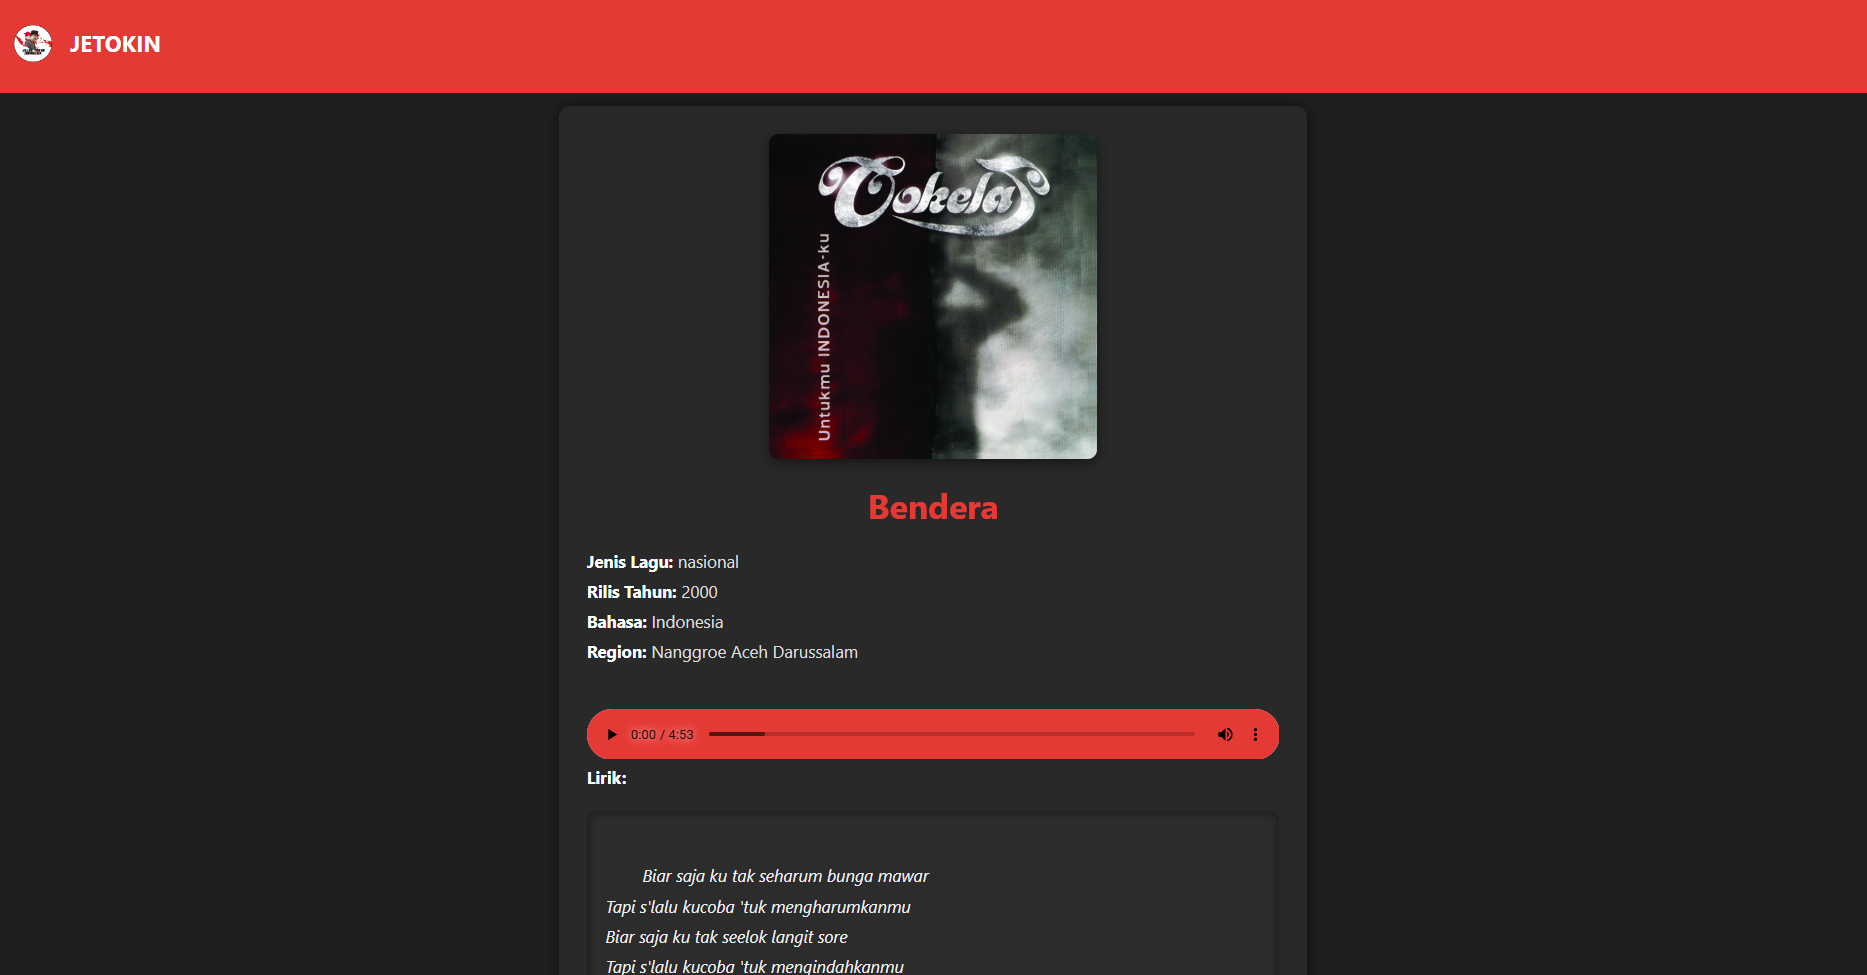 JETOKIN
Cokelat
Untukmu INDONESIA-ku
Bendera
Jenis Lagu: nasional
Rilis Tahun: 2000
Bahasa: Indonesia
Region: Nanggroe Aceh Darussalam
0:00 / 4:53
Lirik:
Biar saja ku tak seharum bunga mawar
Tapi s'lalu kucoba 'tuk mengharumkanmu
Biar saja ku tak seelok langit sore
Tapi s'lalu kucoba 'tuk mengindahkanmu